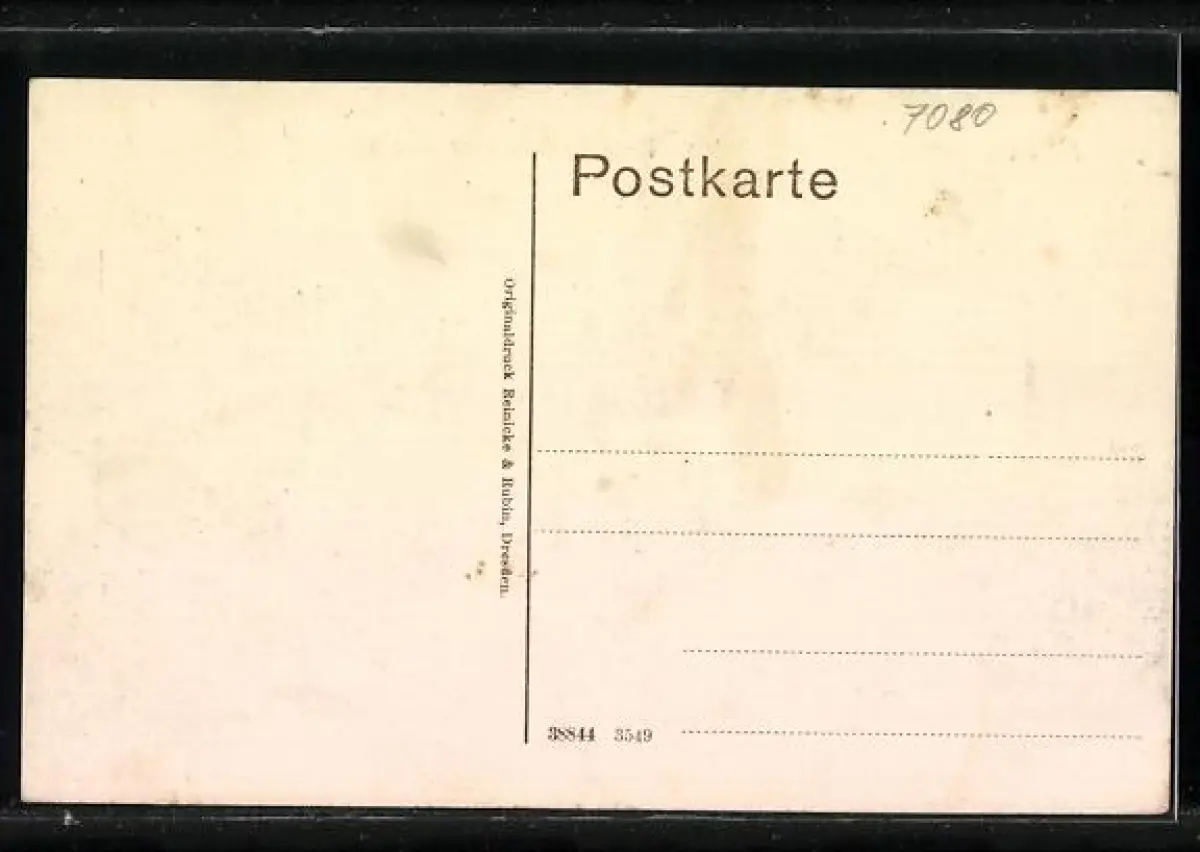 7080
Postkarte
Originaldruck Reinicke & Rubin, Dresden.
38844 3549